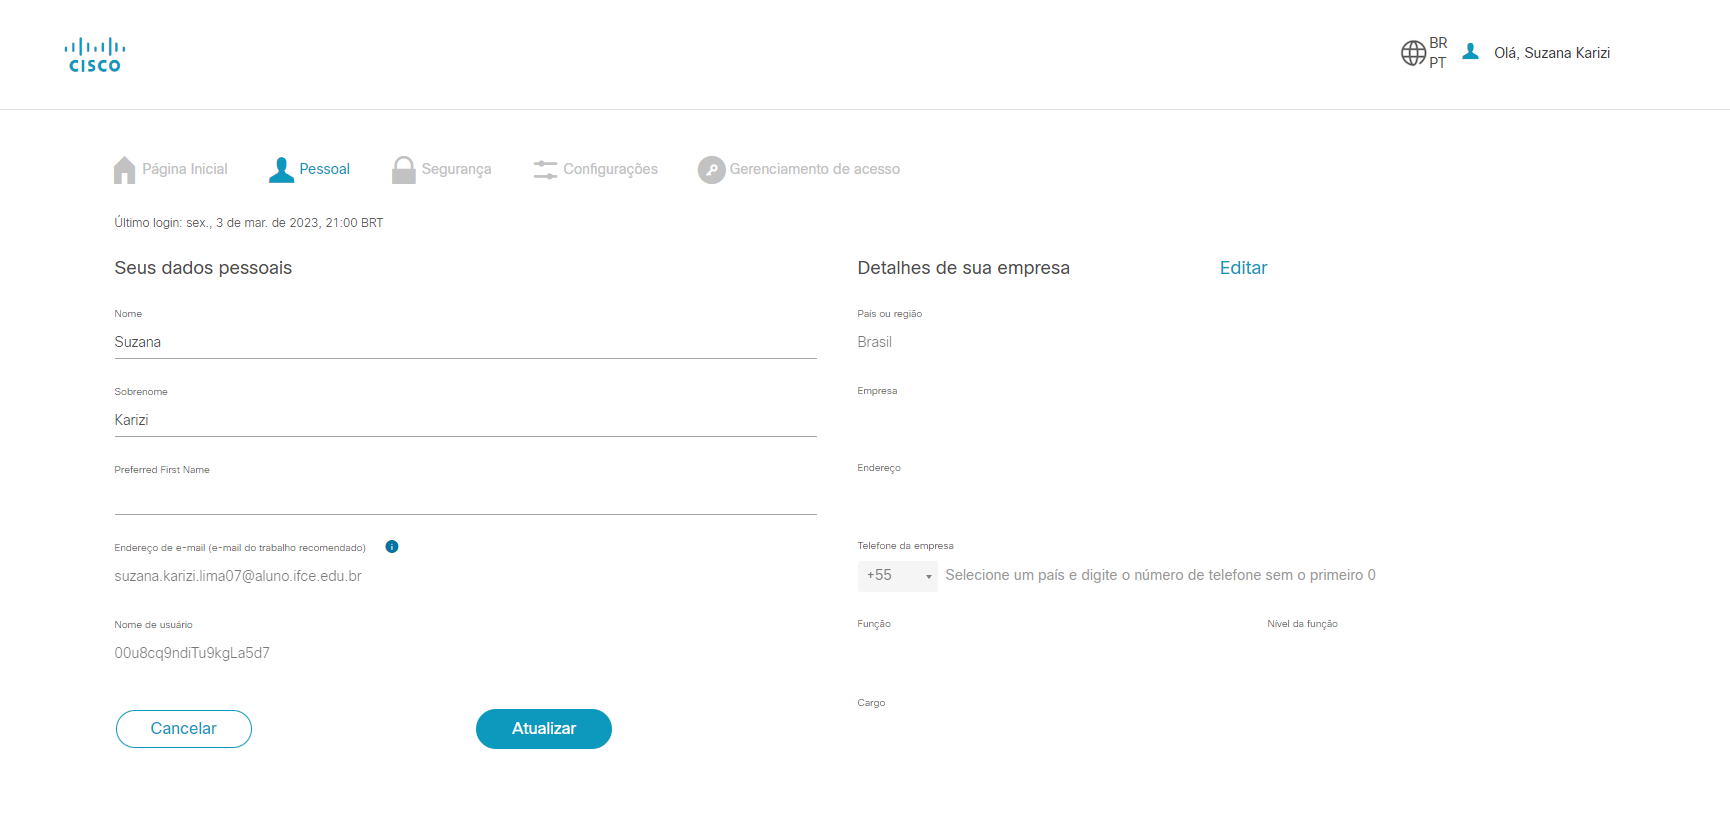 CISCO
BR
PT
Olá, Suzana Karizi
Página Inicial
Pessoal
Segurança
Configurações
Gerenciamento de acesso
Último login: sex., 3 de mar. de 2023, 21:00 BRT
Seus dados pessoais
Nome
Suzana
Sobrenome
Karizi
Preferred First Name
Endereço de e-mail (e-mail do trabalho recomendado)
suzana.karizi.lima07@aluno.ifce.edu.br
Nome de usuário
00u8cq9ndiTu9kgLa5d7
Cancelar
Atualizar
Detalhes de sua empresa
Editar
País ou região
Brasil
Empresa
Endereço
Telefone da empresa
+55
Selecione um país e digite o número de telefone sem o primeiro 0
Função
Nível da função
Cargo